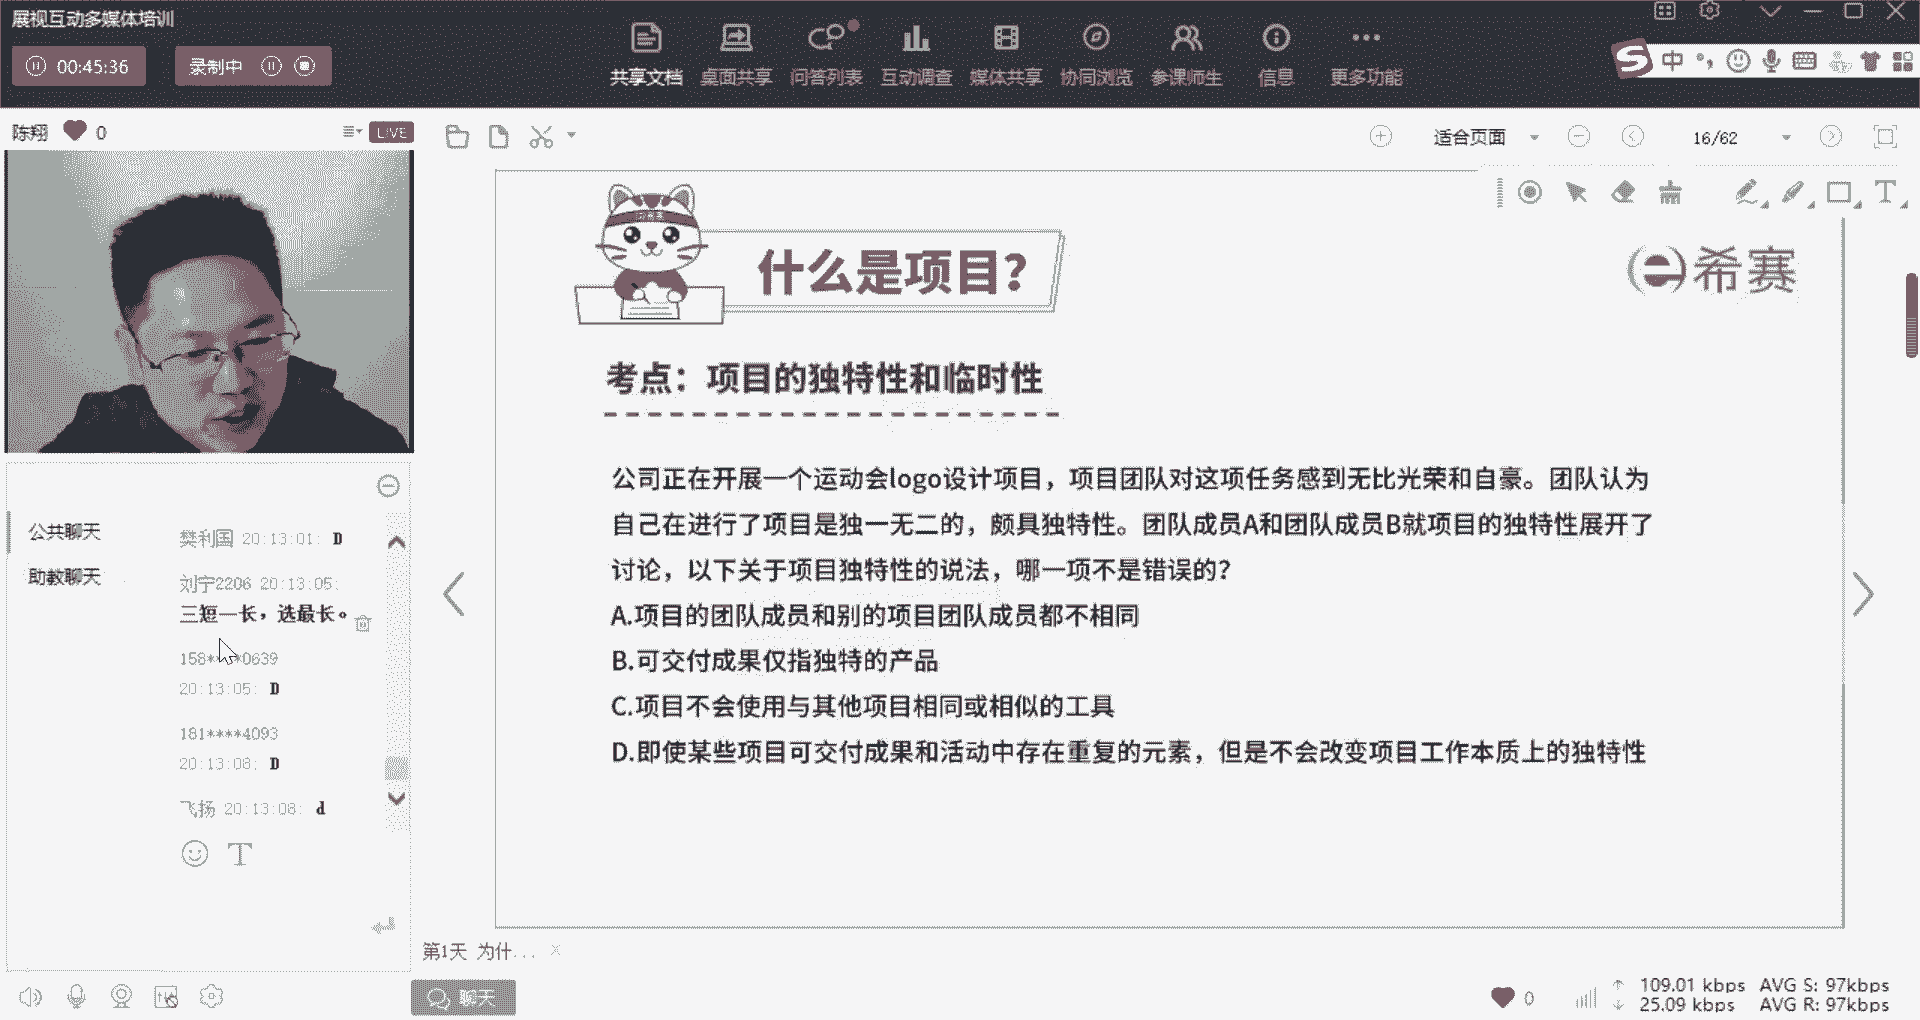 展视互动多媒体培训
00:45:36
录制中
共享文档 桌面共享 问答列表 互动调查 媒体共享 协同浏览 参课师生 信息 更多功能
中
陈翔 0
LIVE
适合页面
16/62
什么是项目？
希赛
考点：项目的独特性和临时性
公司正在开展一个运动会logo设计项目，项目团队对这项任务感到无比光荣和自豪。团队认为
自己在进行了项目是独一无二的，颇具独特性。团队成员A和团队成员B就项目的独特性展开了
讨论，以下关于项目独特性的说法，哪一项不是错误的？
A.项目的团队成员和别的项目团队成员都不相同
B.可交付成果仅指独特的产品
C.项目不会使用与其他项目相同或相似的工具
D.即使某些项目可交付成果和活动中存在重复的元素，但是不会改变项目工作本质上的独特性
公共聊天
助教聊天
樊利国 20:13:01: D
刘宁2206 20:13:05:
三短一长，选最长。
158****0639
20:13:05: D
181****4093
20:13:08: D
飞扬 20:13:08: d
第1天 为什...
聊天
0
109.01 kbps AVG S: 97kbps
25.09 kbps AVG R: 97kbps